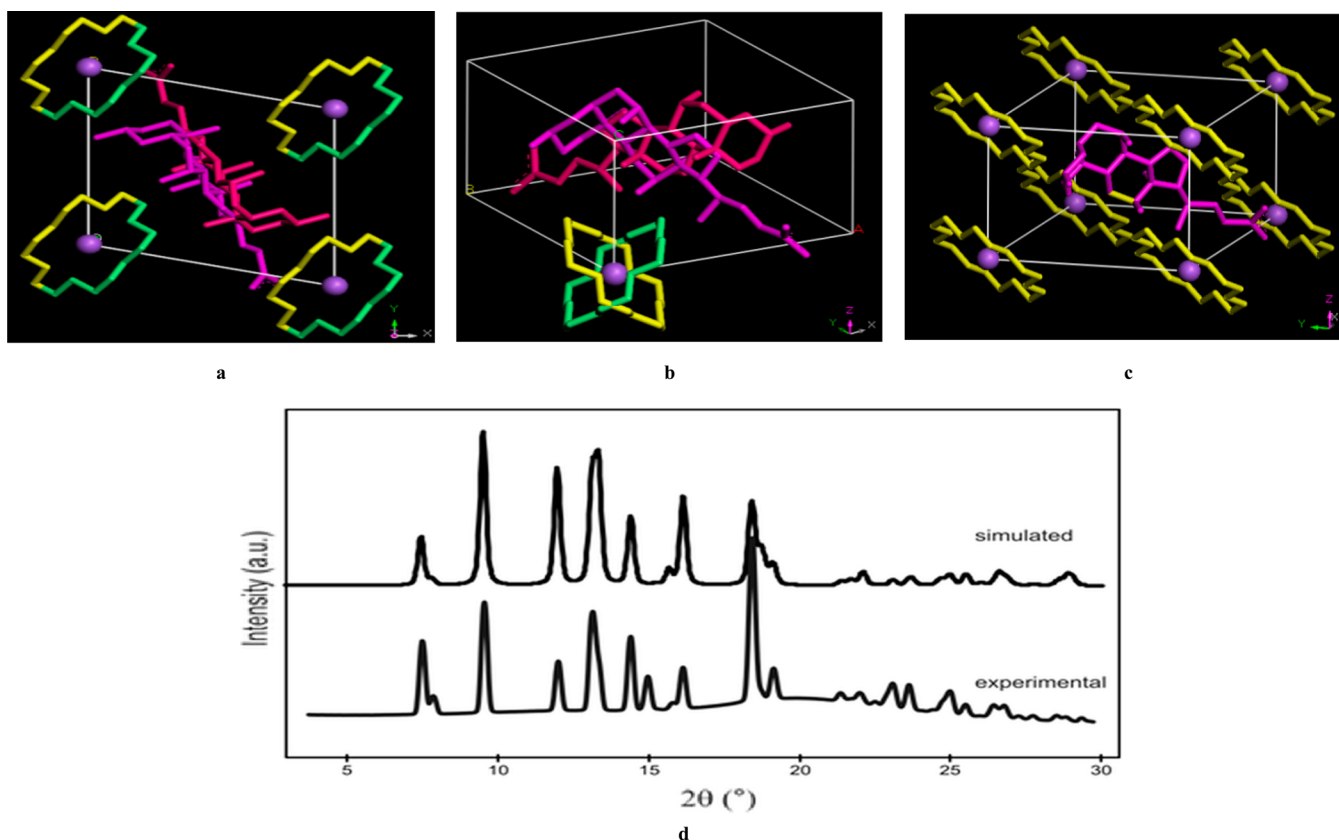 Y
X
Z
B
C
A
Z
Y
X
Z
X
Y
a b c
Intensity (a.u.)
simulated
experimental
5 10 15 20 25 30
2θ (°)
d